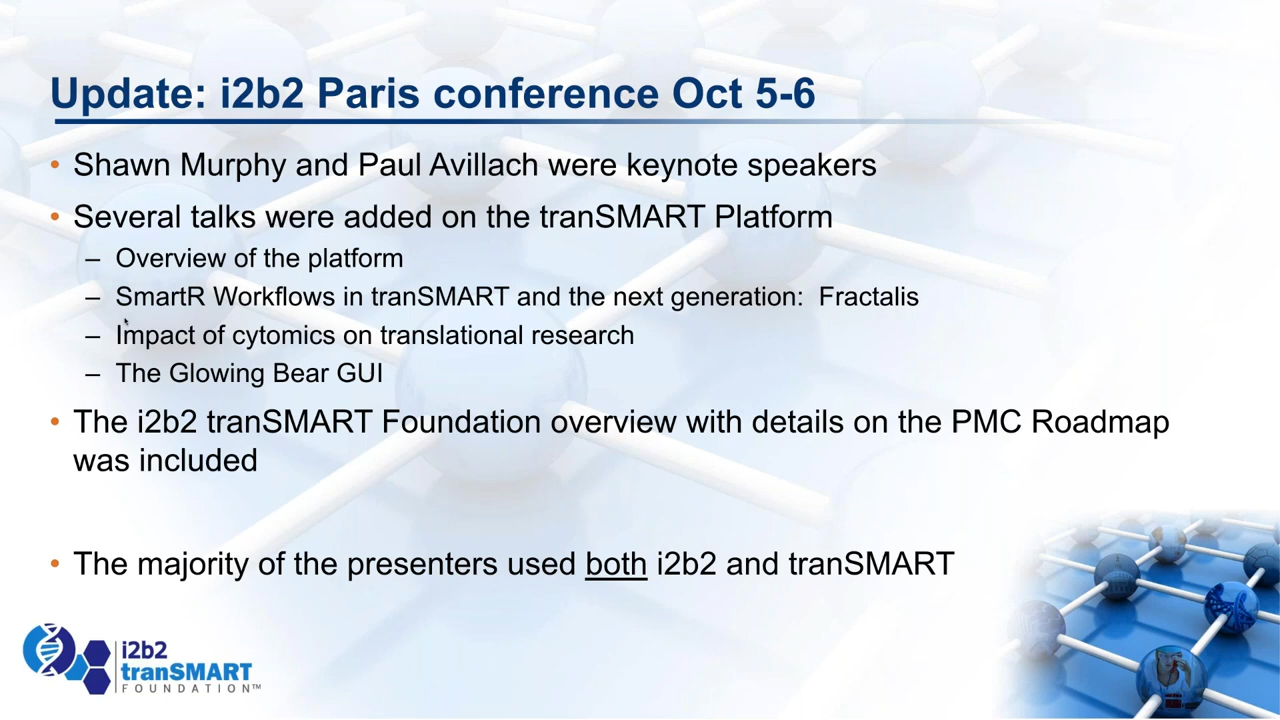 Update: i2b2 Paris conference Oct 5-6
• Shawn Murphy and Paul Avillach were keynote speakers
• Several talks were added on the tranSMART Platform
– Overview of the platform
– SmartR Workflows in tranSMART and the next generation:  Fractalis
– Impact of cytomics on translational research
– The Glowing Bear GUI
• The i2b2 tranSMART Foundation overview with details on the PMC Roadmap
was included
• The majority of the presenters used both i2b2 and tranSMART
i2b2
tranSMART
FOUNDATION™